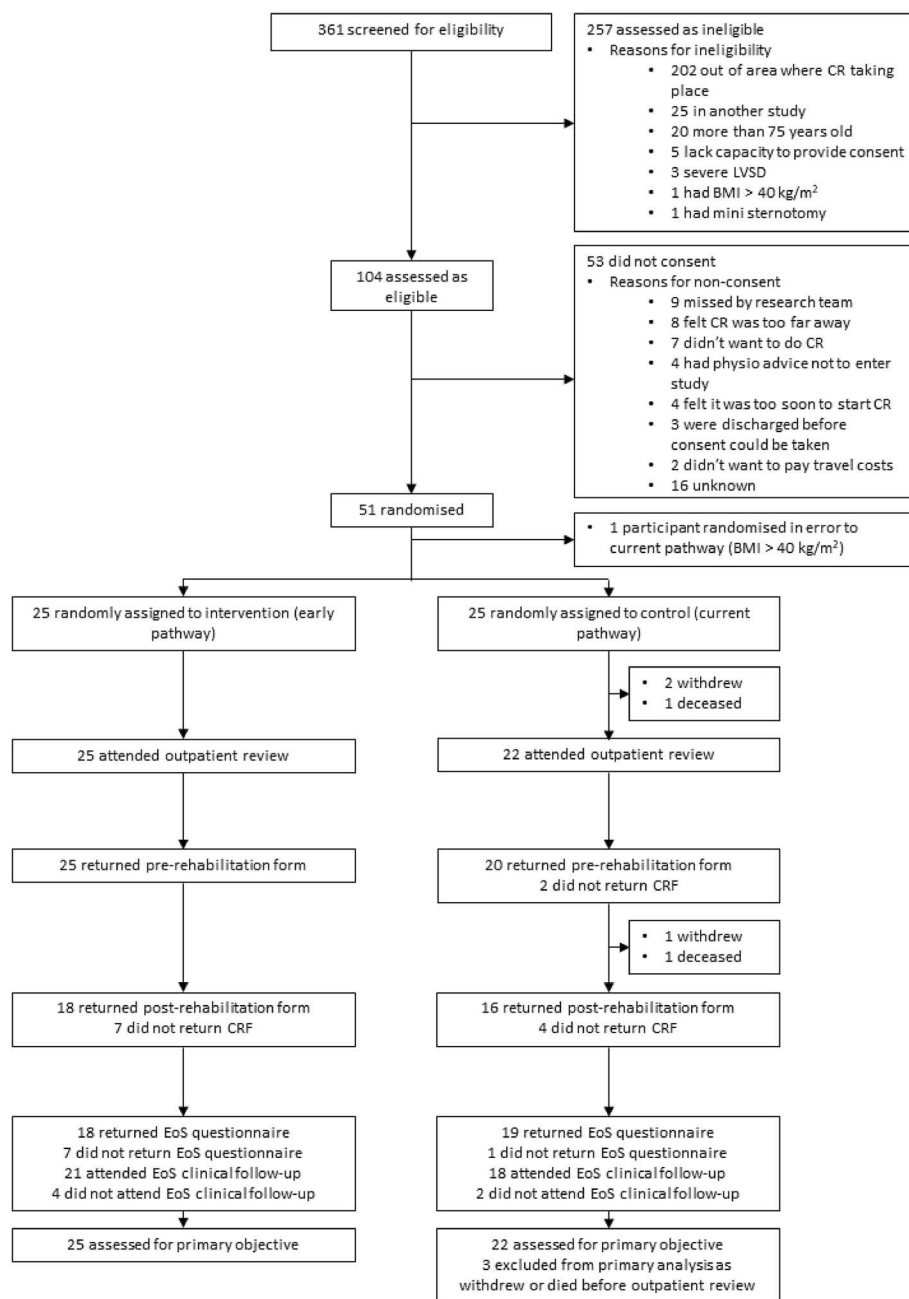 361 screened for eligibility
257 assessed as ineligible
• Reasons for ineligibility
• 202 out of area where CR taking
place
• 25 in another study
• 20 more than 75 years old
• 5 lack capacity to provide consent
• 3 severe LVSD
• 1 had BMI > 40 kg/m²
• 1 had mini sternotomy
104 assessed as
eligible
53 did not consent
• Reasons for non-consent
• 9 missed by research team
• 8 felt CR was too far away
• 7 didn't want to do CR
• 4 had physio advice not to enter
study
• 4 felt it was too soon to start CR
• 3 were discharged before
consent could be taken
• 2 didn't want to pay travel costs
• 16 unknown
51 randomised
• 1 participant randomised in error to
current pathway (BMI > 40 kg/m²)
25 randomly assigned to intervention (early
pathway)
25 randomly assigned to control (current
pathway)
• 2 withdrew
• 1 deceased
25 attended outpatient review
22 attended outpatient review
25 returned pre-rehabilitation form
20 returned pre-rehabilitation form
2 did not return CRF
• 1 withdrew
• 1 deceased
18 returned post-rehabilitation form
7 did not return CRF
16 returned post-rehabilitation form
4 did not return CRF
18 returned EoS questionnaire
7 did not return EoS questionnaire
21 attended EoS clinical follow-up
4 did not attend EoS clinical follow-up
19 returned EoS questionnaire
1 did not return EoS questionnaire
18 attended EoS clinical follow-up
2 did not attend EoS clinical follow-up
25 assessed for primary objective
22 assessed for primary objective
3 excluded from primary analysis as
withdrew or died before outpatient review